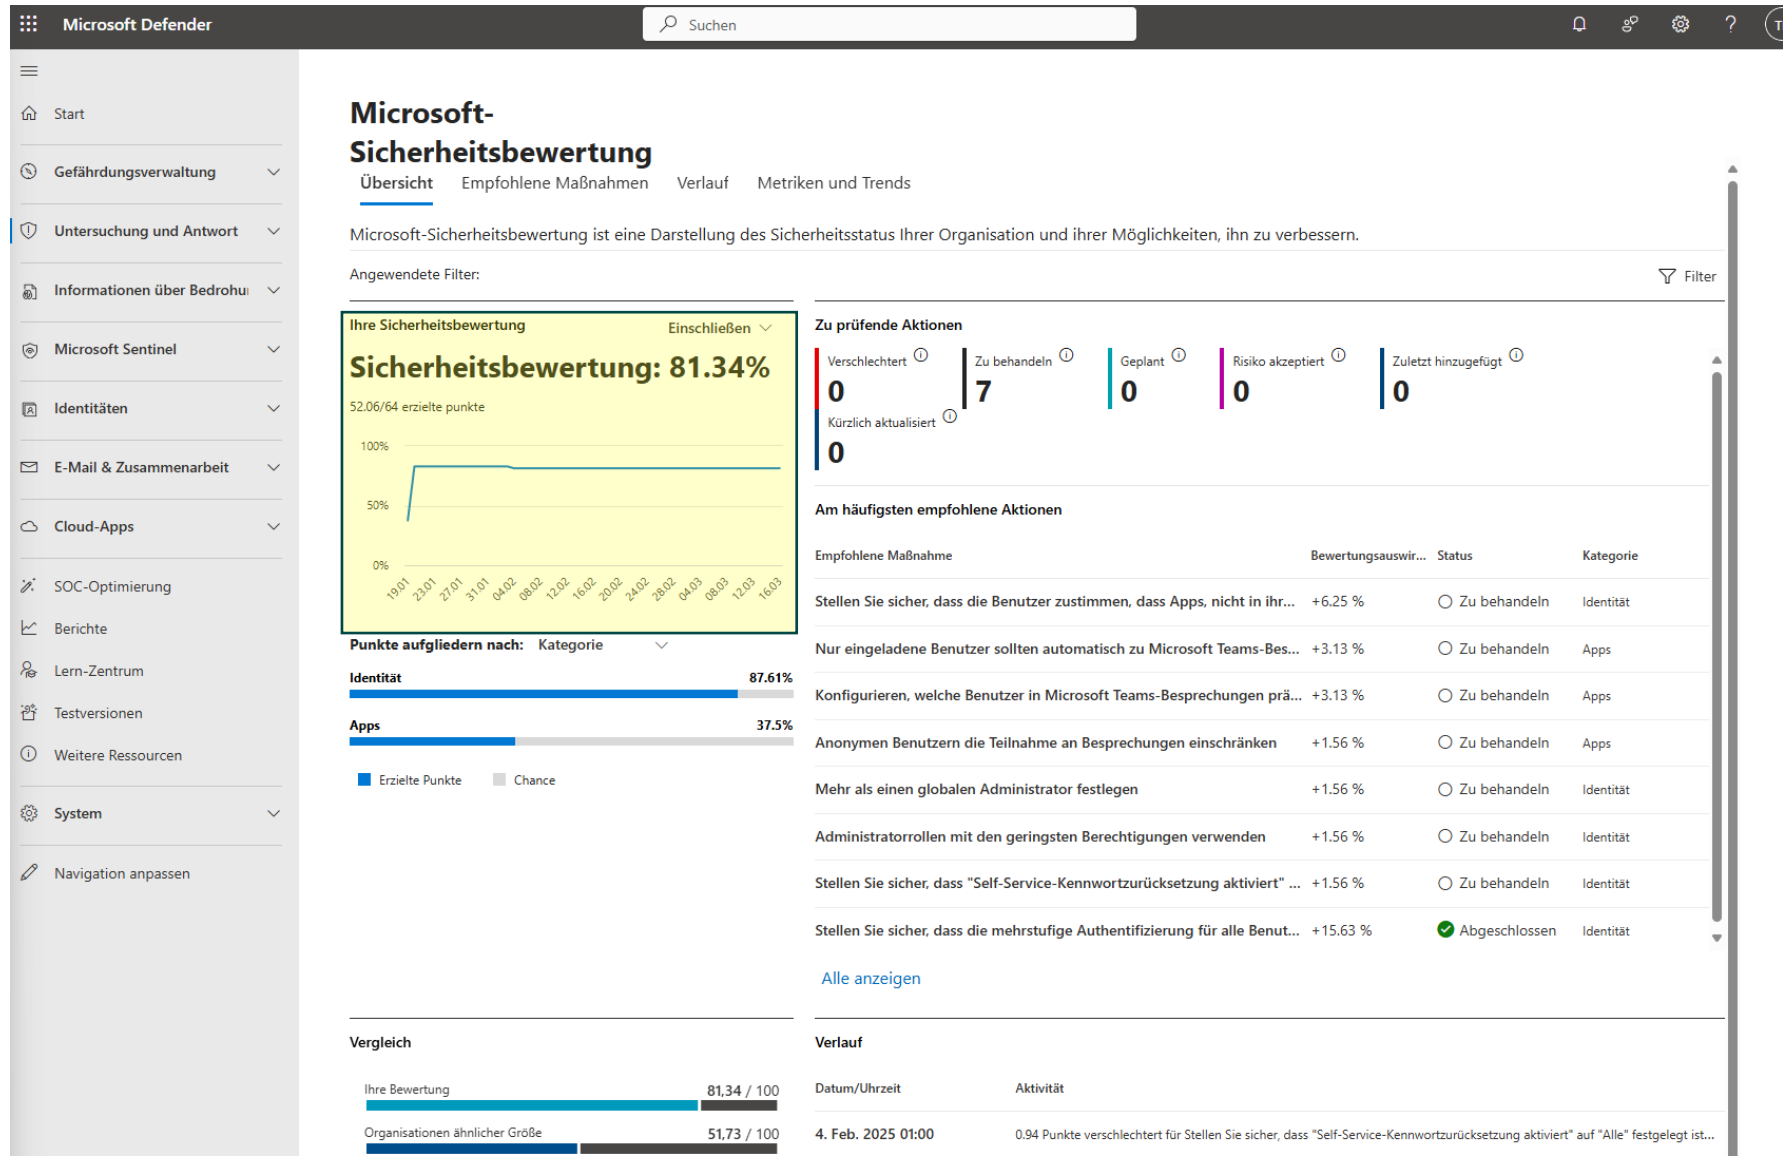 Microsoft Defender
Suchen
Start
Gefährdungsverwaltung
Untersuchung und Antwort
Informationen über Bedrohu
Microsoft Sentinel
Identitäten
E-Mail & Zusammenarbeit
Cloud-Apps
SOC-Optimierung
Berichte
Lern-Zentrum
Testversionen
Weitere Ressourcen
System
Navigation anpassen
Microsoft-
Sicherheitsbewertung
Übersicht Empfohlene Maßnahmen Verlauf Metriken und Trends
Microsoft-Sicherheitsbewertung ist eine Darstellung des Sicherheitsstatus Ihrer Organisation und ihrer Möglichkeiten, ihn zu verbessern.
Angewendete Filter:
Filter
Ihre Sicherheitsbewertung Einschließen
Sicherheitsbewertung: 81.34%
52.06/64 erzielte punkte
100%
50%
0%
19.01 23.01 27.01 31.01 04.02 08.02 12.02 16.02 20.02 24.02 28.02 04.03 08.03 12.03 16.03
Punkte aufgliedern nach: Kategorie
Identität 87.61%
Apps 37.5%
Erzielte Punkte Chance
Zu prüfende Aktionen
Verschlechtert Zu behandeln Geplant Risiko akzeptiert Zuletzt hinzugefügt
0 7 0 0 0
Kürzlich aktualisiert
0
Am häufigsten empfohlene Aktionen
Empfohlene Maßnahme Bewertungsauswir... Status Kategorie
Stellen Sie sicher, dass die Benutzer zustimmen, dass Apps, nicht in ihr... +6.25 % Zu behandeln Identität
Nur eingeladene Benutzer sollten automatisch zu Microsoft Teams-Bes... +3.13 % Zu behandeln Apps
Konfigurieren, welche Benutzer in Microsoft Teams-Besprechungen prä... +3.13 % Zu behandeln Apps
Anonymen Benutzern die Teilnahme an Besprechungen einschränken +1.56 % Zu behandeln Apps
Mehr als einen globalen Administrator festlegen +1.56 % Zu behandeln Identität
Administratorrollen mit den geringsten Berechtigungen verwenden +1.56 % Zu behandeln Identität
Stellen Sie sicher, dass "Self-Service-Kennwortzurücksetzung aktiviert" ... +1.56 % Zu behandeln Identität
Stellen Sie sicher, dass die mehrstufige Authentifizierung für alle Benut... +15.63 % Abgeschlossen Identität
Alle anzeigen
Vergleich
Ihre Bewertung 81,34 / 100
Organisationen ähnlicher Größe 51,73 / 100
Verlauf
Datum/Uhrzeit Aktivität
4. Feb. 2025 01:00 0.94 Punkte verschlechtert für Stellen Sie sicher, dass "Self-Service-Kennwortzurücksetzung aktiviert" auf "Alle" festgelegt ist...